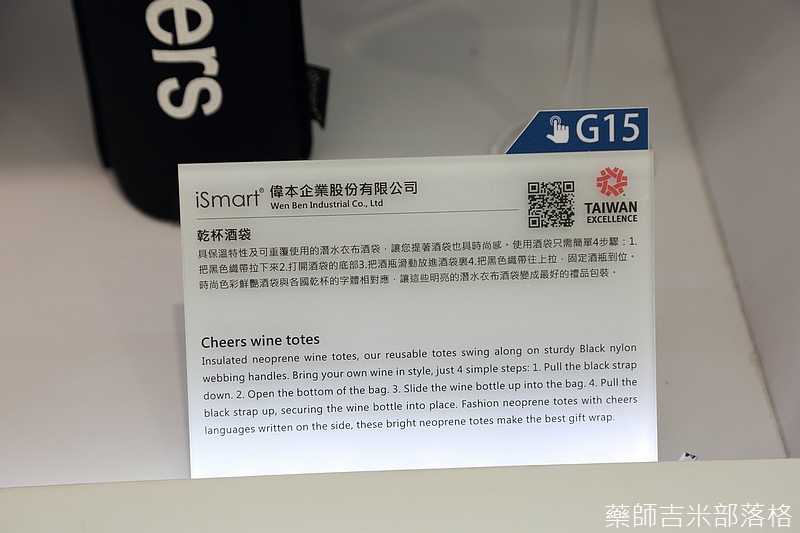 ers
G15
iSmart® 偉本企業股份有限公司
Wen Ben Industrial Co., Ltd
TAIWAN
EXCELLENCE
乾杯酒袋
具保溫特性及可重覆使用的潛水衣布酒袋，讓您提著酒袋也具時尚感。使用酒袋只需簡單4步驟：1.
把黑色織帶拉下來2.打開酒袋的底部3.把酒瓶滑動放進酒袋裏4.把黑色織帶往上拉，固定酒瓶到位。
時尚色彩鮮艷酒袋與各國乾杯的字體相對應，讓這些明亮的潛水衣布酒袋變成最好的禮品包裝。
Cheers wine totes
Insulated neoprene wine totes, our reusable totes swing along on sturdy Black nylon
webbing handles. Bring your own wine in style, just 4 simple steps: 1. Pull the black strap
down. 2. Open the bottom of the bag. 3. Slide the wine bottle up into the bag. 4. Pull the
black strap up, securing the wine bottle into place. Fashion neoprene totes with cheers
languages written on the side, these bright neoprene totes make the best gift wrap.
藥師吉米部落格